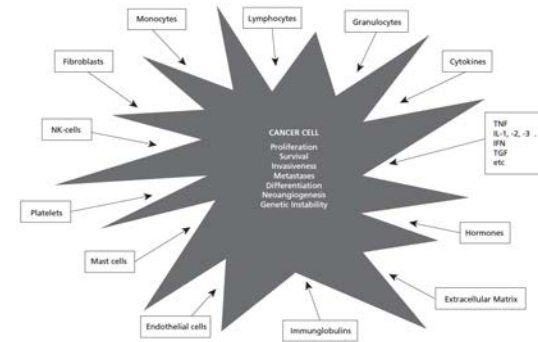 Lymphocytes
Monocytes
Granulocytes
Fibroblasts
Cytokines
NK-cells
CANCER CELL
Proliferation
Survival
Invasiveness
Metastases
Differentiation
Neoangiogenesis
Genetic Instability
TNF
IL-1, -2, -3 .
IFN
TGF
etc
Platelets
Hormones
Mast cells
Extracellular Matrix
Endothelial cells
Immunglobulins